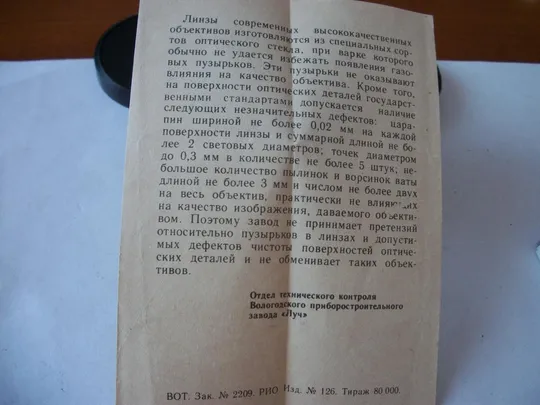 Линзы современных высококачественных
объективов изготовляются из специальных сор-
тов оптического стекла, при варке которого
обычно не удается избежать появления газо-
вых пузырьков. Эти пузырьки не оказывают
влияния на качество объектива. Кроме того,
на поверхности оптических деталей государст-
венными стандартами допускается наличие
следующих незначительных дефектов: цара-
пин шириной не более 0,02 мм на каждой
поверхности линзы и суммарной длиной не бо-
лее 2 световых диаметров; точек диаметром
до 0,3 мм в количестве не более 5 штук; не-
большое количество пылинок и ворсинок ваты
длиной не более 3 мм и числом не более двух
на весь объектив, практически не влияющих
на качество изображения, даваемого объекти-
вом. Поэтому завод не принимает претензий
относительно пузырьков в линзах и допусти-
мых дефектов чистоты поверхностей оптиче-
ских деталей и не обменивает таких объек-
тивов.
Отдел технического контроля
Вологодского приборостроительного
завода «Луч»
ВОТ. Зак. № 2209. РИО Изд. № 126. Тираж 80 000.